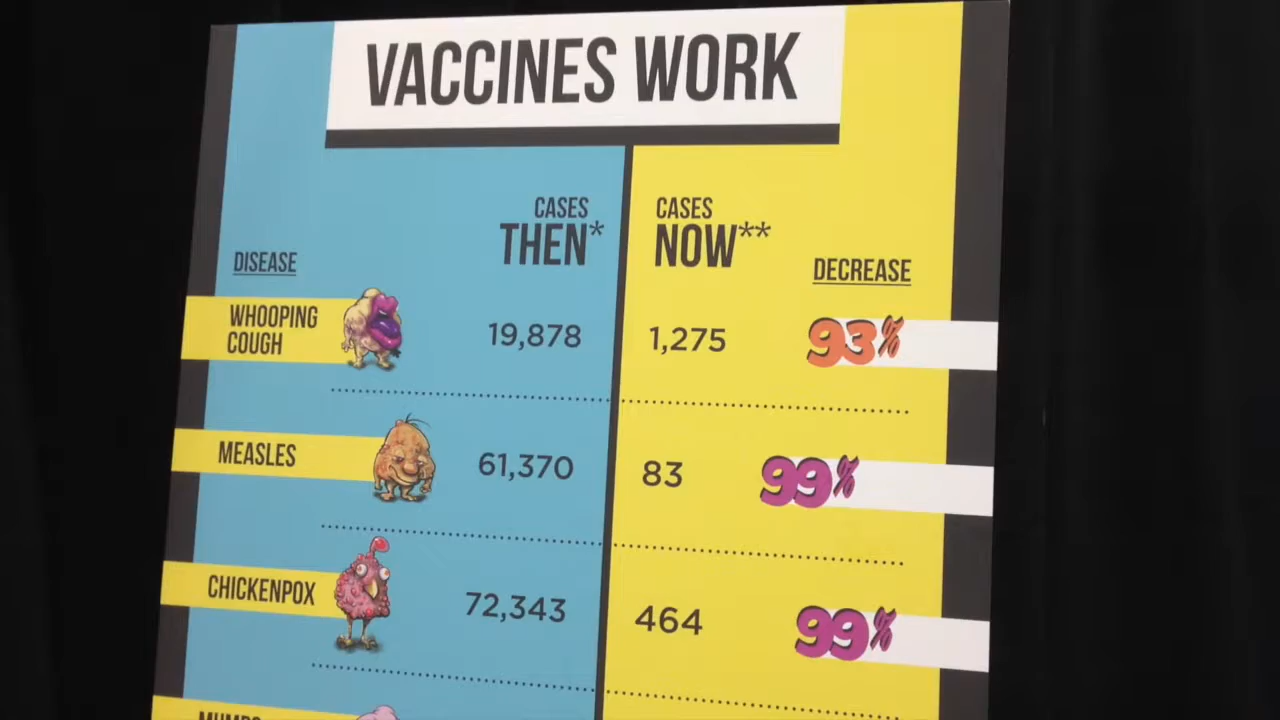 VACCINES WORK
CASES
THEN*
CASES
NOW**
DISEASE
DECREASE
WHOOPING
COUGH
19,878
1,275
93%
MEASLES
61,370
83
99%
CHICKENPOX
72,343
464
99%
MUMPS